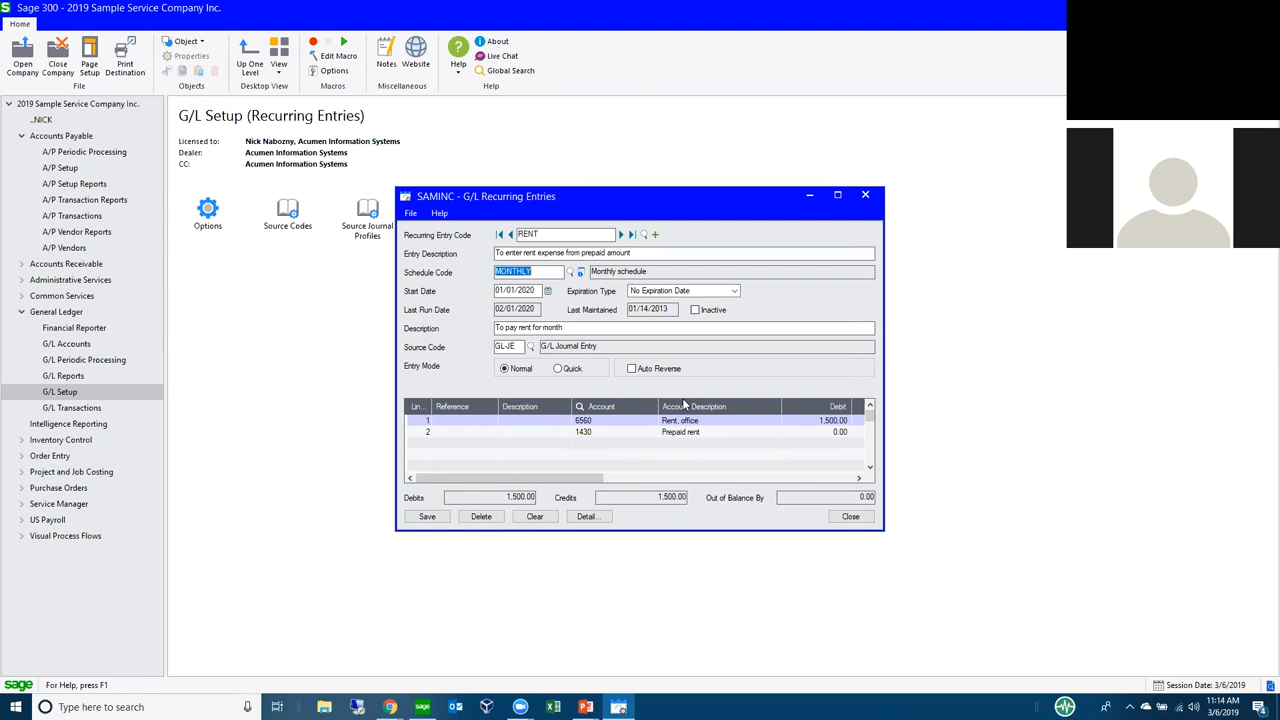 Sage 300 - 2019 Sample Service Company Inc.
Home
Open Company
Close Company
Page Setup
Print Destination
File
Object
Properties
Objects
Up One Level
View
Desktop View
Edit Macro
Options
Macros
Notes
Website
Miscellaneous
Help
About
Live Chat
Global Search
Help
2019 Sample Service Company Inc.
..NICK
Accounts Payable
A/P Periodic Processing
A/P Setup
A/P Setup Reports
A/P Transaction Reports
A/P Transactions
A/P Vendor Reports
A/P Vendors
Accounts Receivable
Administrative Services
Common Services
General Ledger
Financial Reporter
G/L Accounts
G/L Periodic Processing
G/L Reports
G/L Setup
G/L Transactions
Intelligence Reporting
Inventory Control
Order Entry
Project and Job Costing
Purchase Orders
Service Manager
US Payroll
Visual Process Flows
G/L Setup (Recurring Entries)
Licensed to: Nick Nabozny, Acumen Information Systems
Dealer: Acumen Information Systems
CC: Acumen Information Systems
Options
Source Codes
Source Journal Profiles
SAMINC - G/L Recurring Entries
File Help
Recurring Entry Code RENT
Entry Description To enter rent expense from prepaid amount
Schedule Code MONTHLY Monthly schedule
Start Date 01/01/2020 Expiration Type No Expiration Date
Last Run Date 02/01/2020 Last Maintained 01/14/2013 Inactive
Description To pay rent for month
Source Code GL-JE G/L Journal Entry
Entry Mode Normal Quick Auto Reverse
Lin... Reference Description Account Account Description Debit
1 6560 Rent, office 1,500.00
2 1430 Prepaid rent 0.00
Debits 1,500.00 Credits 1,500.00 Out of Balance By 0.00
Save Delete Clear Detail... Close
sage For Help, press F1 Session Date: 3/6/2019
Type here to search
sage
11:14 AM
3/6/2019
4